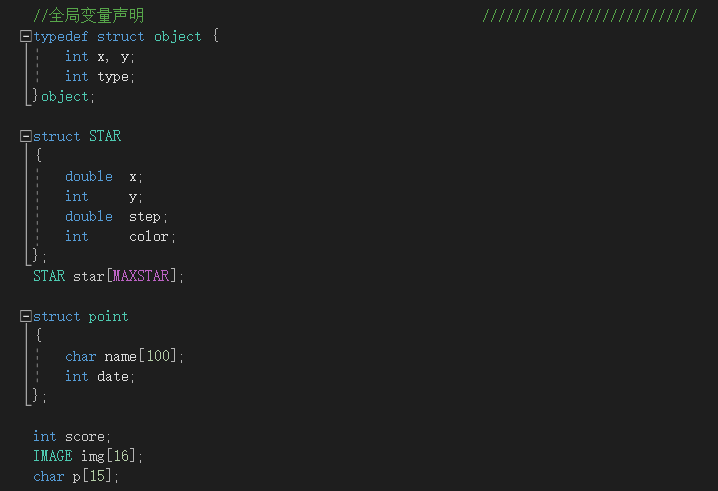 //全局变量声明 ///////////////////////////
typedef struct object {
int x, y;
int type;
}object;
struct STAR
{
double x;
int y;
double step;
int color;
};
STAR star[MAXSTAR];
struct point
{
char name[100];
int date;
};
int score;
IMAGE img[16];
char p[15];